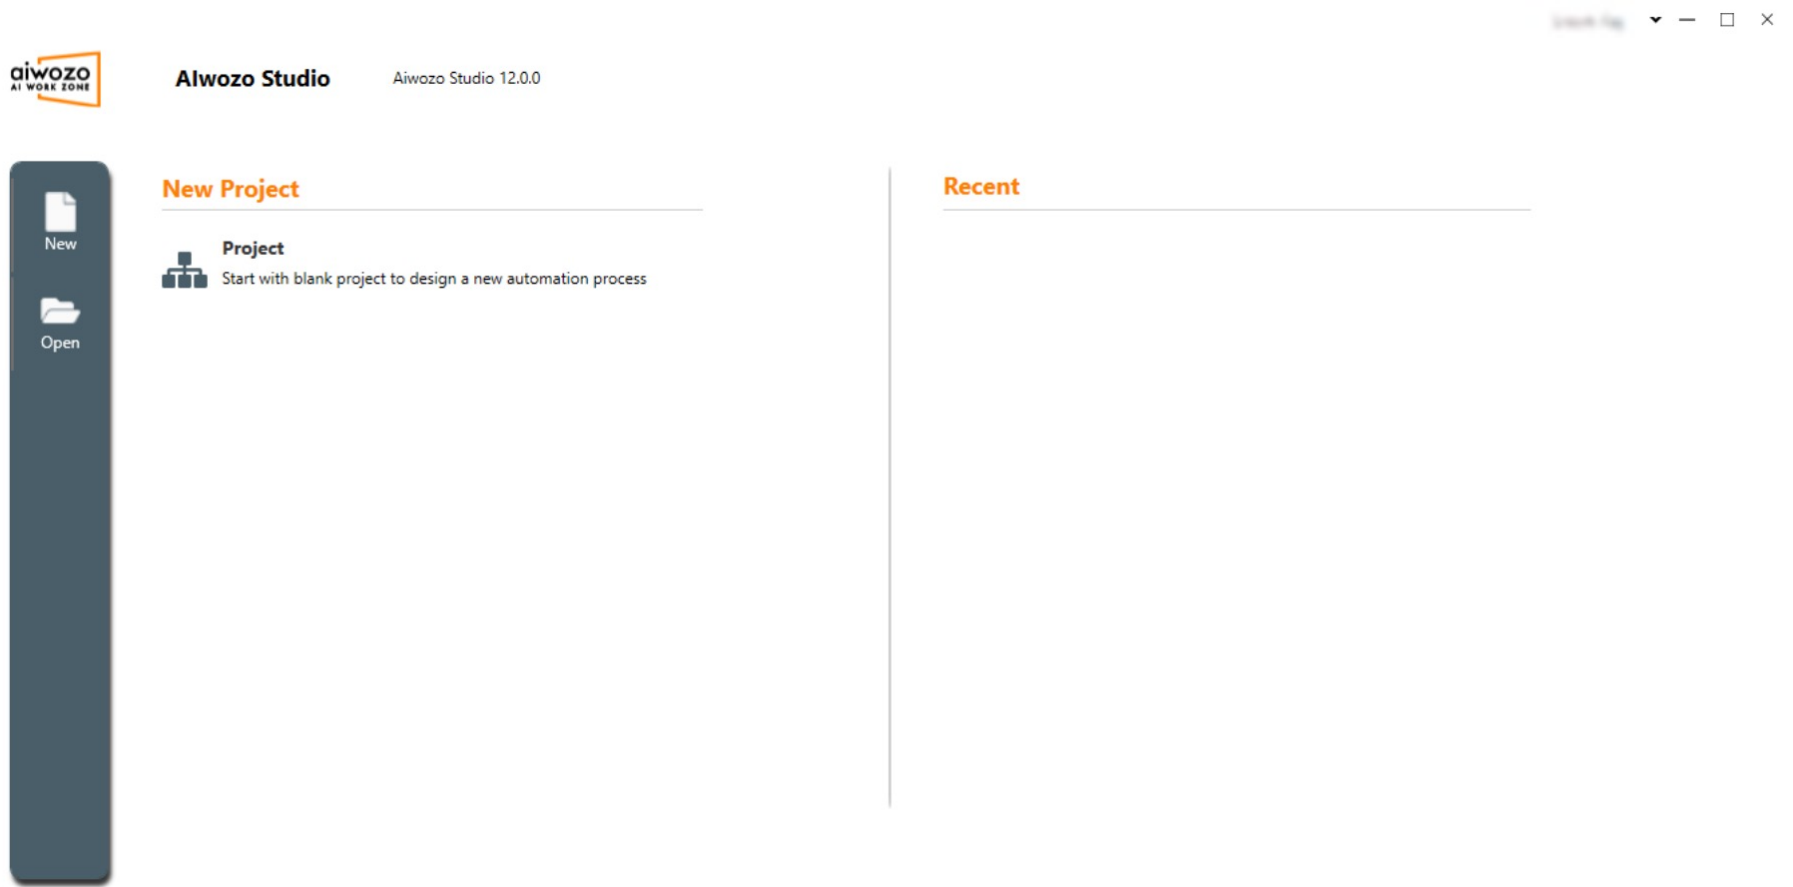 aiwozo
AI WORK ZONE
AIwozo Studio
Aiwozo Studio 12.0.0
New
Open
New Project
Project
Start with blank project to design a new automation process
Recent